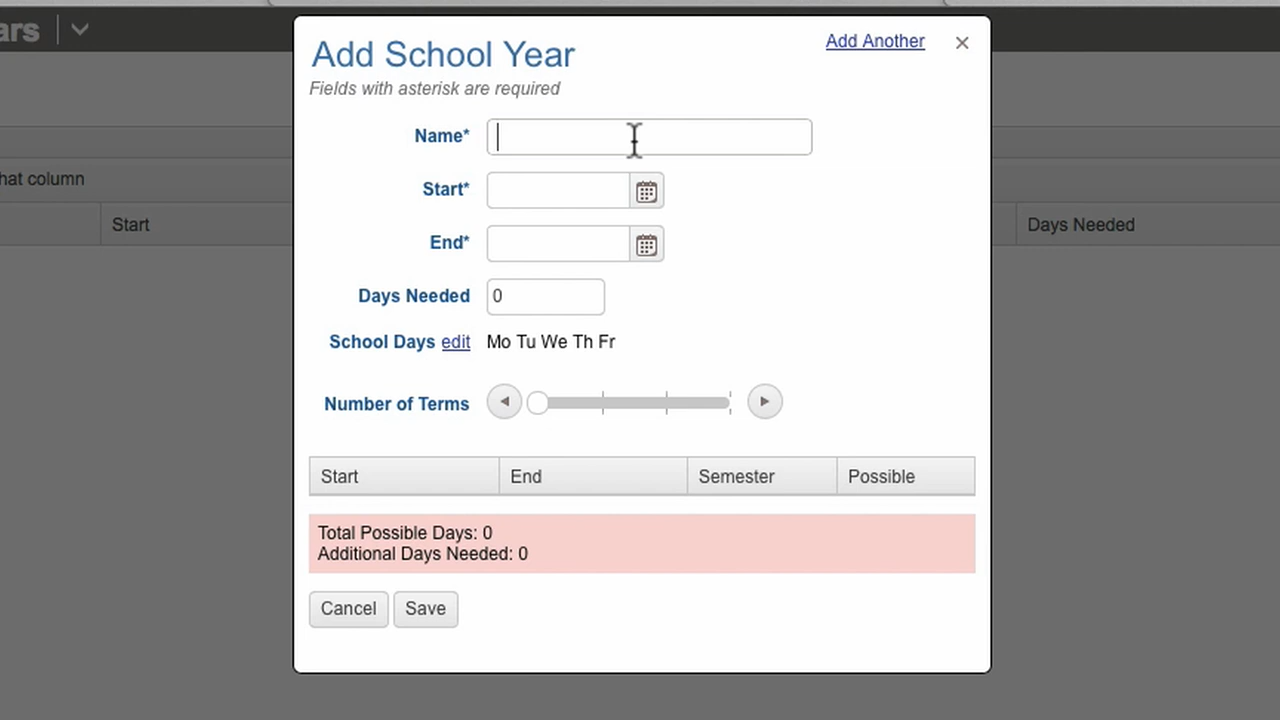 ars
Add School Year
Add Another
Fields with asterisk are required
Name*
Start*
hat column
End*
Start
Days Needed
Days Needed 0
School Days edit Mo Tu We Th Fr
Number of Terms
Start End Semester Possible
Total Possible Days: 0
Additional Days Needed: 0
Cancel Save